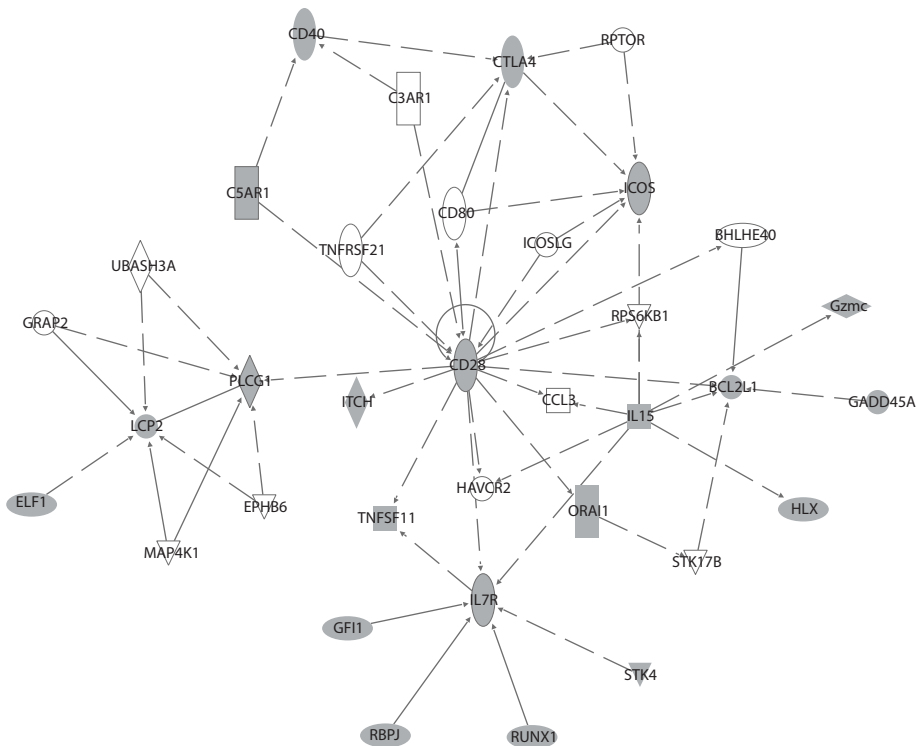 CD40
RPTOR
CTLA4
C3AR1
C5AR1
ICOS
CD80
BHLHE40
ICOSLG
TNFRSF21
UBASH3A
Gzmc
RPS6KB1
GRAP2
CD28
PLCG1
BCL2L1
ITCH
CCL3
GADD45A
IL15
LCP2
HAVCR2
ELF1
EPHB6
ORAI1
HLX
TNFSF11
MAP4K1
STK17B
IL7R
GFI1
STK4
RBPJ
RUNX1